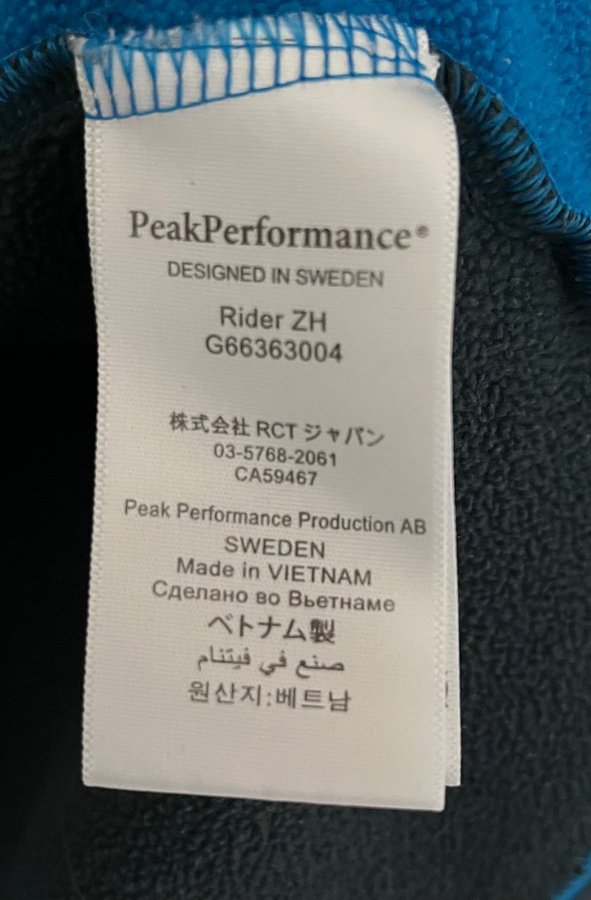 PeakPerformance®
DESIGNED IN SWEDEN
Rider ZH
G66363004
株式会社 RCT ジャパン
03-5768-2061
CA59467
Peak Performance Production AB
SWEDEN
Made in VIETNAM
Сделано во Вьетнаме
ベトナム製
صنع في فيتنام
원산지:베트남